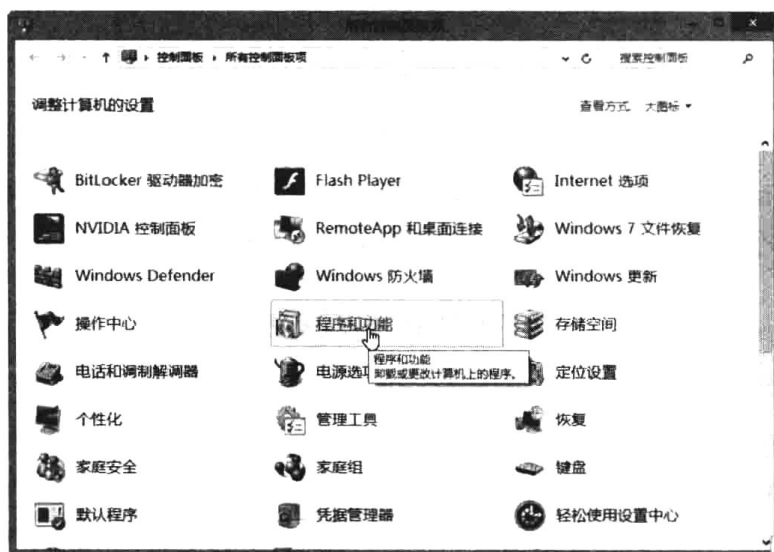 控制面板 所有控制面板项 搜索控制面板
调整计算机的设置 查看方式: 大图标
BitLocker 驱动器加密 Flash Player Internet 选项
NVIDIA 控制面板 RemoteApp 和桌面连接 Windows 7 文件恢复
Windows Defender Windows 防火墙 Windows 更新
操作中心 程序和功能 存储空间
电话和调制解调器 电源选 定位设置
程序和功能
卸载或更改计算机上的程序。
个性化 管理工具 恢复
家庭安全 家庭组 键盘
默认程序 凭据管理器 轻松使用设置中心